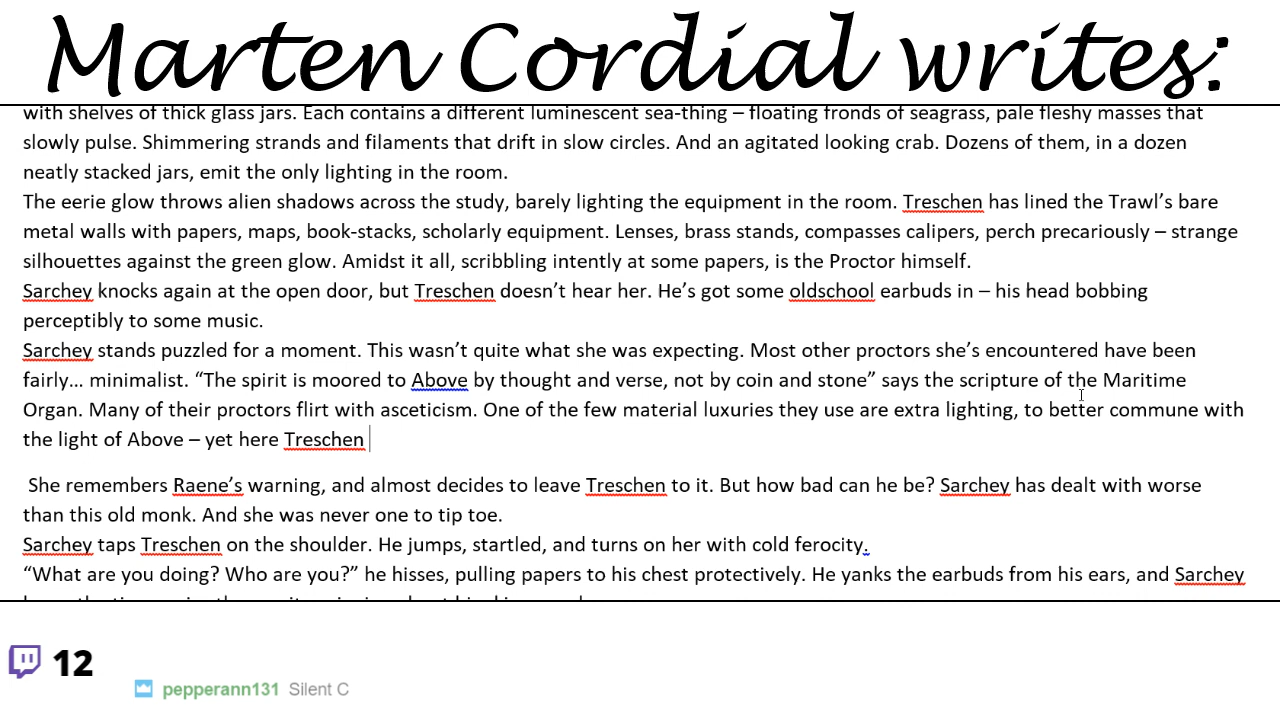 Marten Cordial writes:
with shelves of thick glass jars. Each contains a different luminescent sea-thing – floating fronds of seagrass, pale fleshy masses that
slowly pulse. Shimmering strands and filaments that drift in slow circles. And an agitated looking crab. Dozens of them, in a dozen
neatly stacked jars, emit the only lighting in the room.
The eerie glow throws alien shadows across the study, barely lighting the equipment in the room. Treschen has lined the Trawl’s bare
metal walls with papers, maps, book-stacks, scholarly equipment. Lenses, brass stands, compasses calipers, perch precariously – strange
silhouettes against the green glow. Amidst it all, scribbling intently at some papers, is the Proctor himself.
Sarchey knocks again at the open door, but Treschen doesn’t hear her. He’s got some oldschool earbuds in – his head bobbing
perceptibly to some music.
Sarchey stands puzzled for a moment. This wasn’t quite what she was expecting. Most other proctors she’s encountered have been
fairly… minimalist. “The spirit is moored to Above by thought and verse, not by coin and stone” says the scripture of the Maritime
Organ. Many of their proctors flirt with asceticism. One of the few material luxuries they use are extra lighting, to better commune with
the light of Above – yet here Treschen
She remembers Raene’s warning, and almost decides to leave Treschen to it. But how bad can he be? Sarchey has dealt with worse
than this old monk. And she was never one to tip toe.
Sarchey taps Treschen on the shoulder. He jumps, startled, and turns on her with cold ferocity.
“What are you doing? Who are you?” he hisses, pulling papers to his chest protectively. He yanks the earbuds from his ears, and Sarchey
12
pepperann131 Silent C